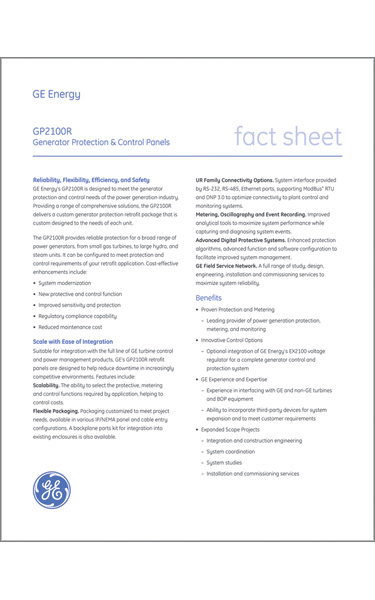 GE Energy
GP2100R
Generator Protection & Control Panels
fact sheet
Reliability, Flexibility, Efficiency, and Safety
GE Energy's GP2100R is designed to meet the generator
protection and control needs of the power generation industry.
Providing a range of comprehensive solutions, the GP2100R
delivers a custom generator protection retrofit package that is
custom designed to the needs of each unit.
The GP2100R provides reliable protection for a broad range of
power generators, from small gas turbines, to large hydro, and
steam units. It can be configured to meet protection and
control requirements of your retrofit application. Cost-effective
enhancements include:
• System modernization
• New protective and control function
• Improved sensitivity and protection
• Regulatory compliance capability
• Reduced maintenance cost
Scale with Ease of Integration
Suitable for integration with the full line of GE turbine control
and power management products, GE's GP2100R retrofit
panels are designed to help reduce downtime in increasingly
competitive environments. Features include:
Scalability. The ability to select the protective, metering
and control functions required by application, helping to
control costs.
Flexible Packaging. Packaging customized to meet project
needs, available in various IP/NEMA panel and cable entry
configurations. A backplane parts kit for integration into
existing enclosures is also available.
UR Family Connectivity Options. System interface provided
by RS-232, RS-485, Ethernet ports, supporting ModBus® RTU
and DNP 3.0 to optimize connectivity to plant control and
monitoring systems.
Metering, Oscillography and Event Recording. Improved
analytical tools to maximize system performance while
capturing and diagnosing system events.
Advanced Digital Protective Systems. Enhanced protection
algorithms, advanced function and software configuration to
facilitate improved system management.
GE Field Service Network. A full range of study, design,
engineering, installation and commissioning services to
maximize system reliability.
Benefits
• Proven Protection and Metering
– Leading provider of power generation protection,
metering, and monitoring
• Innovative Control Options
– Optional integration of GE Energy's EX2100 voltage
regulator for a complete generator control and
protection system
• GE Experience and Expertise
– Experience in interfacing with GE and non-GE turbines
and BOP equipment
– Ability to incorporate third-party devices for system
expansion and to meet customer requirements
• Expanded Scope Projects
– Integration and construction engineering
– System coordination
– System studies
– Installation and commissioning services
GE